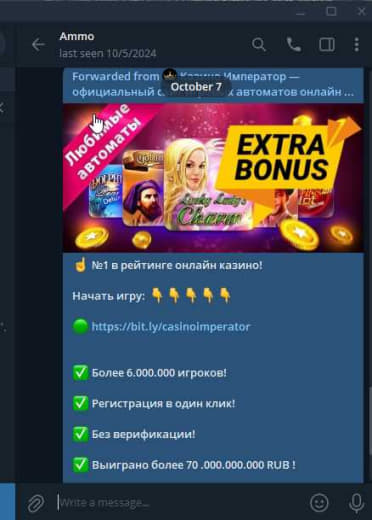 Ammo
last seen 10/5/2024
Forwarded from Казино Император —
официальный
автоматов онлайн ...
October 7
Любимые
автоматы
EXTRA
BONUS
Lucky Lady's
Charm
№1 в рейтинге онлайн казино!
Начать игру: 👇👇👇👇👇
https://bit.ly/casinoimperator
Более 6.000.000 игроков!
Регистрация в один клик!
Без верификации!
Выиграно более 70 .000.000.000 RUB !
Write a message...